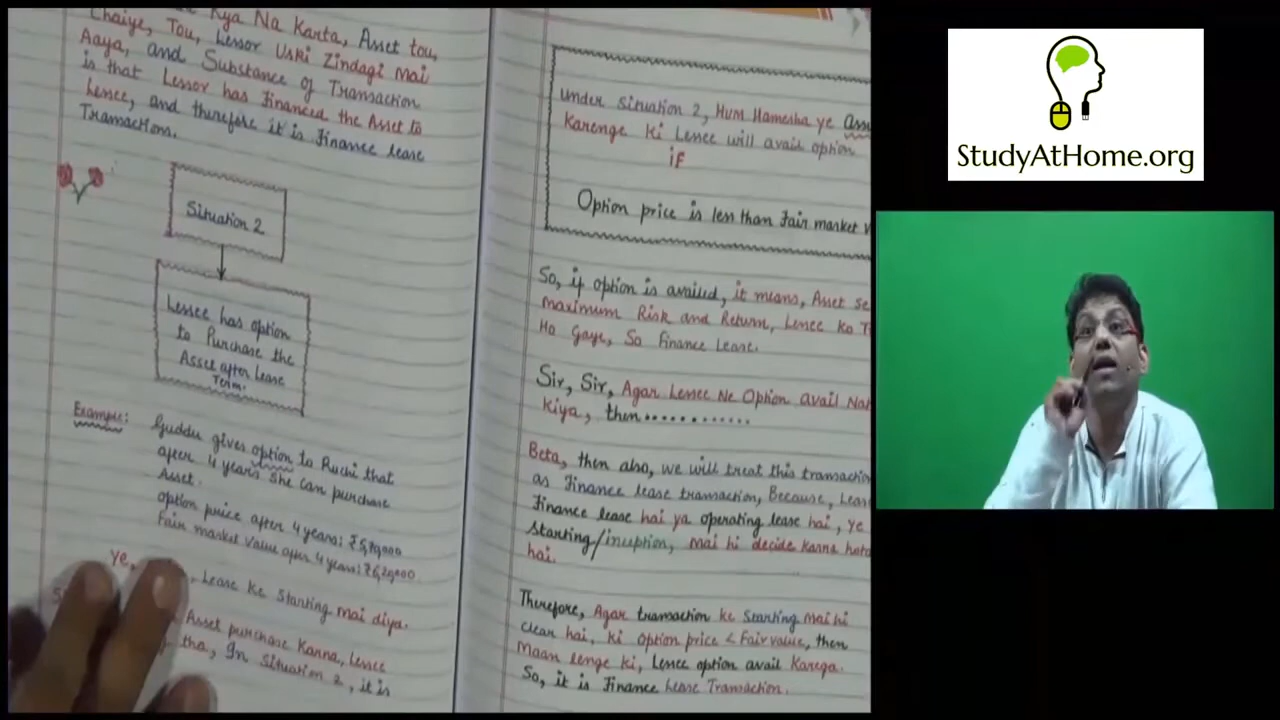 Kya Na Karta, Asset tou,
Chaiye, Tou, Lessor Uski Zindagi Mai
Aaya, and Substance of Transaction
is that Lessor has Financed the Asset to
Lessee, and therefore it is Finance lease
Transaction.
Situation 2
Lessee has option
to Purchase the
Asset after Lease
Term.
Example:
Guddu gives option to Ruchi that
after 4 years she can purchase
Asset.
option price after 4 years: ₹
Fair market value after 4 years: ₹
Ye,
Lease ke starting mai diya.
Asset purchase Karna, Lessee
tha, In Situation 2, it is
under situation 2, Hum Hamesha ye
Karenge ki Lessee will avail option
if
Option price is less than Fair market
So, if option is availed, it means, Asset se
maximum Risk and Return, Lessee Ko
Ho Gaye, So Finance Lease.
Sir, Sir, Agar Lessee Ne Option Avail
Kiya, then............
Beta, then also, we will treat this transaction
as Finance lease transaction, Because,
Finance lease hai ya operating lease hai, ye
starting/inception, mai hi decide karna hota
hai.
Therefore, Agar transaction ke starting mai hi
clear hai, ki option price < Fair value, then
Maan lenge ki, Lessee option avail Karega.
So, it is Finance Lease Transaction.
StudyAtHome.org